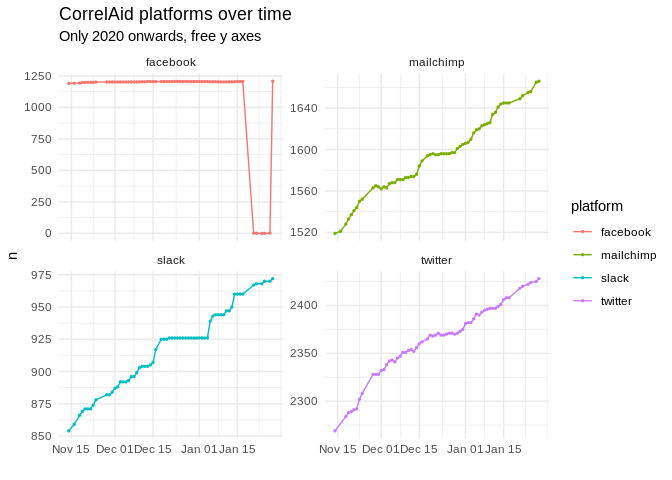 CorrelAid platforms over time
Only 2020 onwards, free y axes
facebook
mailchimp
1250
1000
750
500
250
0
1640
1600
1560
1520
n
slack
twitter
975
950
925
900
875
850
2400
2350
2300
Nov 15 Dec 01 Dec 15 Jan 01 Jan 15
Nov 15 Dec 01 Dec 15 Jan 01 Jan 15
platform
facebook
mailchimp
slack
twitter